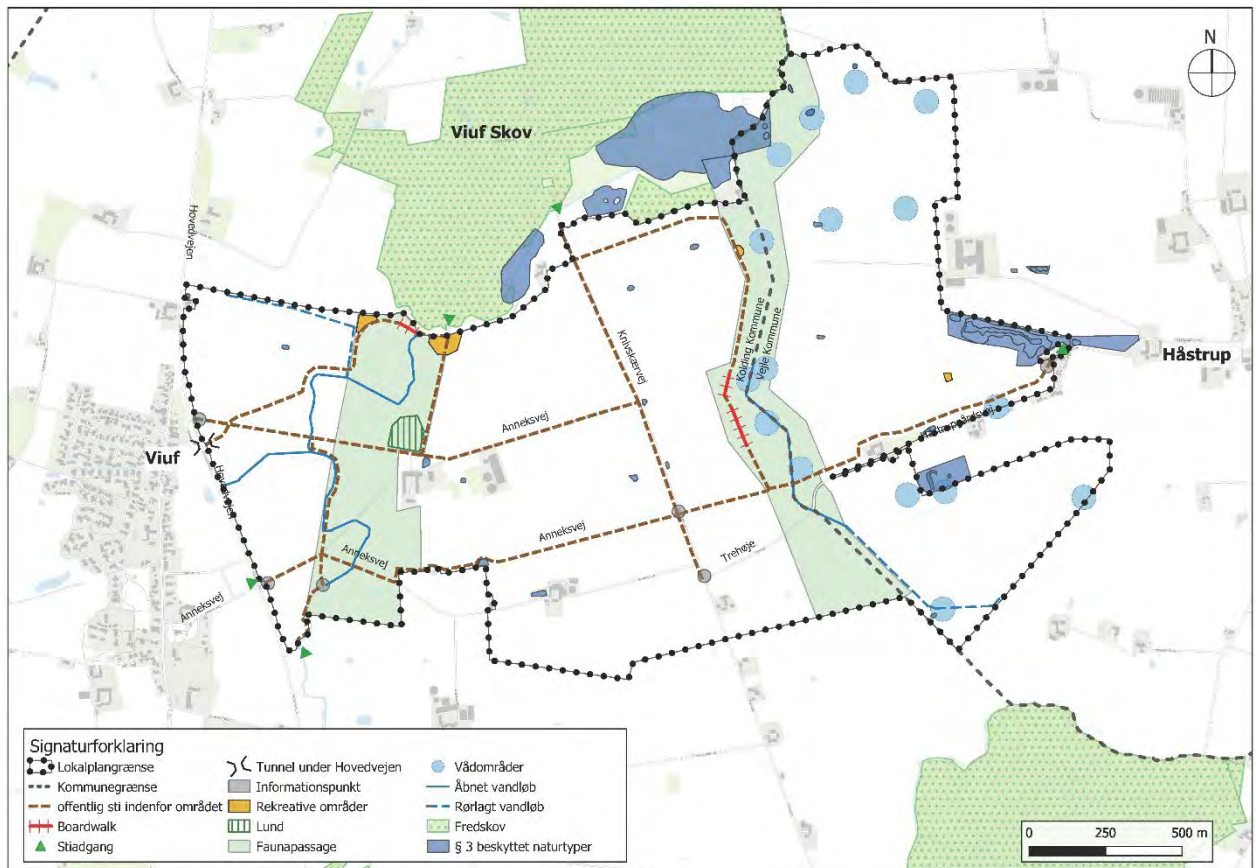 N
Viuf Skov
Hovedvejen
Kolding Kommune
Vejle Kommune
Knivskærvej
Håstrup
Anneksvej
Viuf
Hovedvejen
Anneksvej
Anneksvej
Trehøje
Anneksvej
Signaturforklaring
Lokalplangrænse
Kommunegrænse
offentlig sti indenfor området
Boardwalk
Stiadgang
Tunnel under Hovedvejen
Informationspunkt
Rekreative områder
Lund
Faunapassage
Vådområder
Åbnet vandløb
Rørlagt vandløb
Fredskov
§ 3 beskyttet naturtyper
0 250 500 m